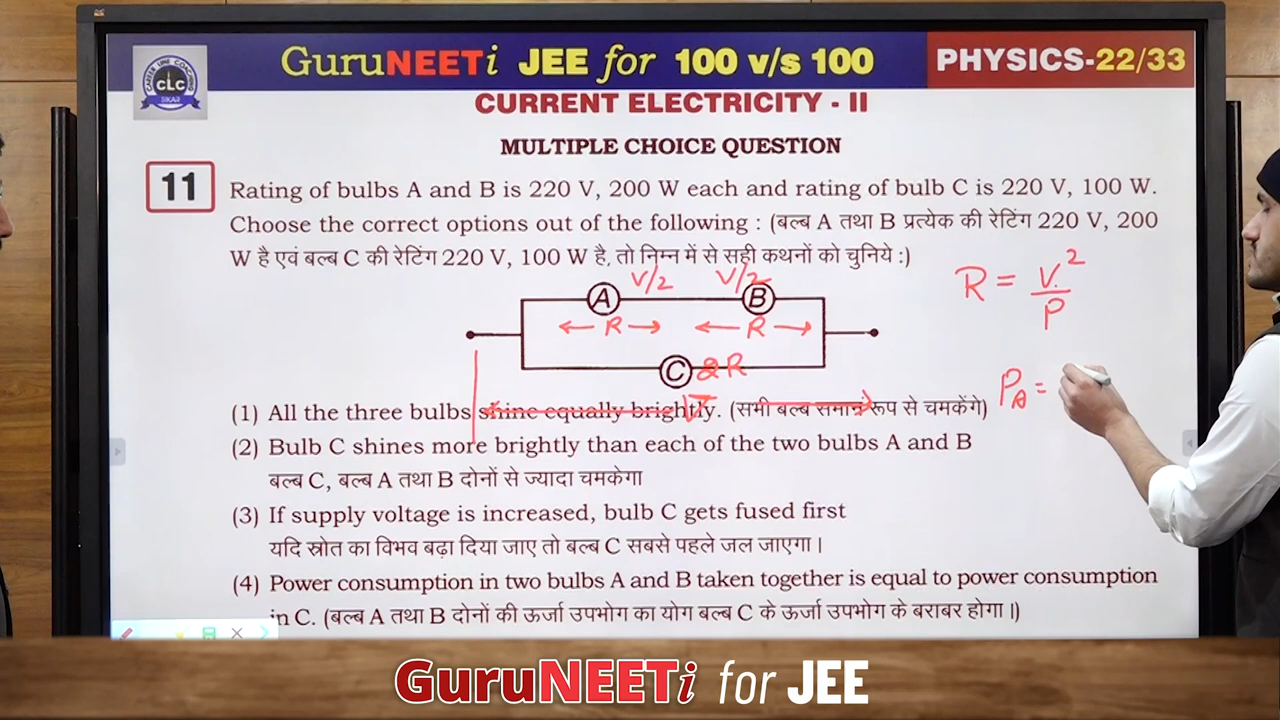 GuruNEETi JEE for 100 v/s 100
PHYSICS-22/33
CAREER LINE COACHING
CLC
SIKAR
CURRENT ELECTRICITY - II
MULTIPLE CHOICE QUESTION
11
Rating of bulbs A and B is 220 V, 200 W each and rating of bulb C is 220 V, 100 W.
Choose the correct options out of the following : (बल्ब A तथा B प्रत्येक की रेटिंग 220 V, 200
W है एवं बल्ब C की रेटिंग 220 V, 100 W है, तो निम्न में से सही कथनों को चुनिये :)
V/2 V/2
R = V²/P
A B
R R
C 2R
P_A =
V
(1) All the three bulbs shine equally brightly. (सभी बल्ब समान रूप से चमकेंगे)
(2) Bulb C shines more brightly than each of the two bulbs A and B
बल्ब C, बल्ब A तथा B दोनों से ज्यादा चमकेगा
(3) If supply voltage is increased, bulb C gets fused first
यदि स्रोत का विभव बढ़ा दिया जाए तो बल्ब C सबसे पहले जल जाएगा।
(4) Power consumption in two bulbs A and B taken together is equal to power consumption
in C. (बल्ब A तथा B दोनों की ऊर्जा उपभोग का योग बल्ब C के ऊर्जा उपभोग के बराबर होगा।)
GuruNEETi for JEE